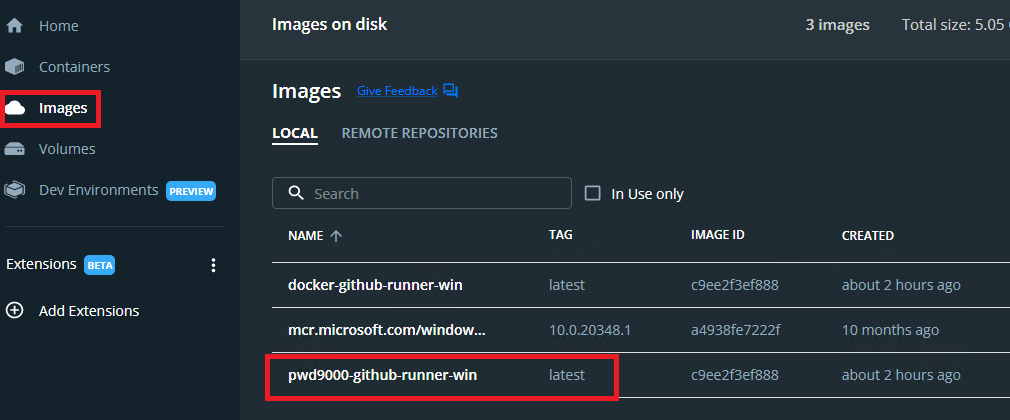 Home
Containers
Images
Volumes
Dev Environments PREVIEW
Extensions BETA
Add Extensions
Images on disk 3 images Total size: 5.05
Images Give Feedback
LOCAL REMOTE REPOSITORIES
Search In Use only
NAME TAG IMAGE ID CREATED
docker-github-runner-win latest c9ee2f3ef888 about 2 hours ago
mcr.microsoft.com/window... 10.0.20348.1 a4938fe7222f 10 months ago
pwd9000-github-runner-win latest c9ee2f3ef888 about 2 hours ago